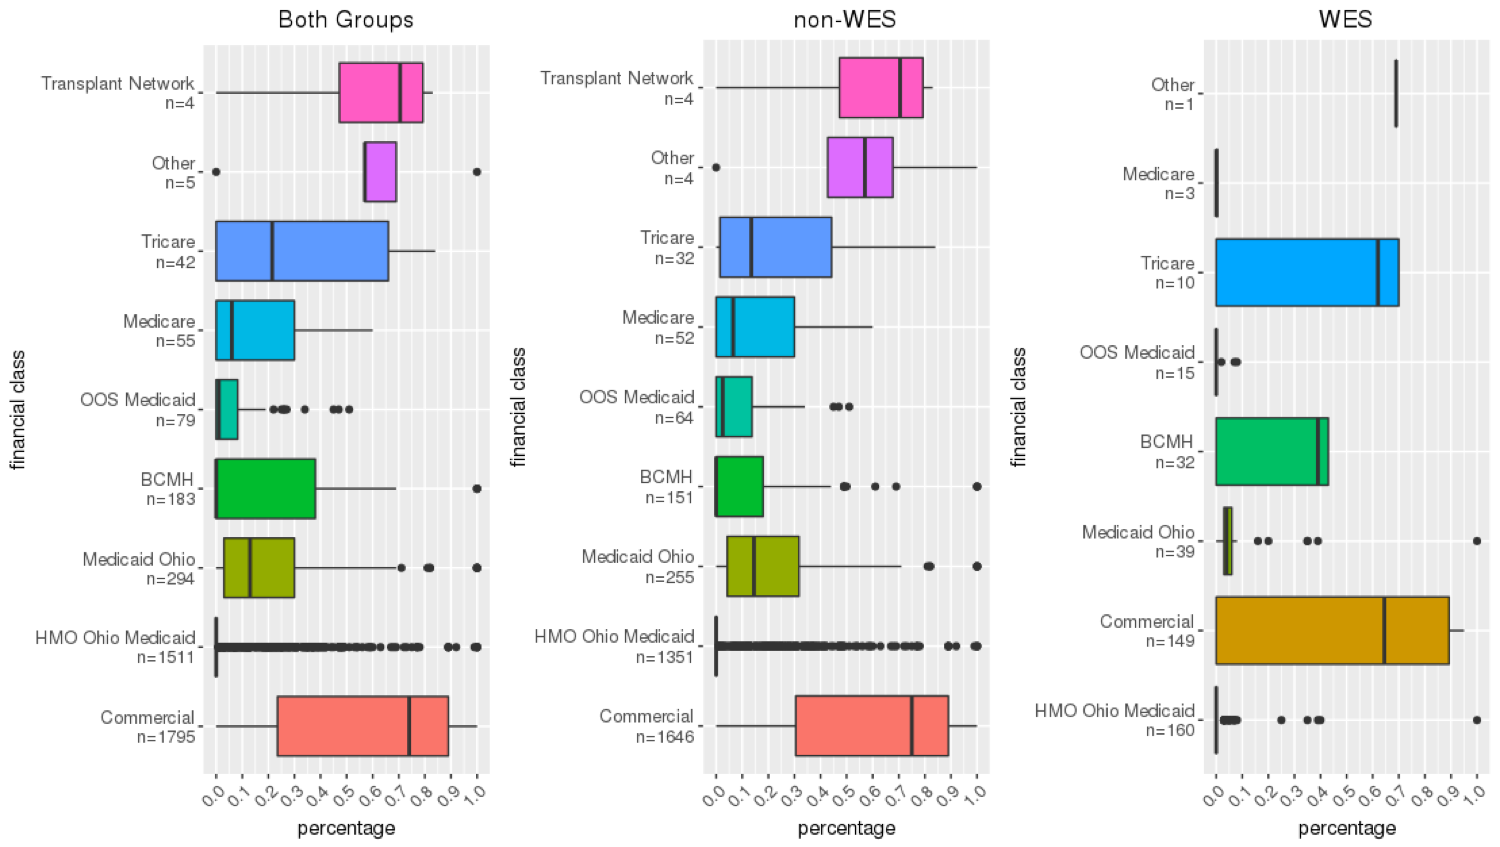 Both Groups
financial class
Transplant Network
n=4
Other
n=5
Tricare
n=42
Medicare
n=55
OOS Medicaid
n=79
BCMH
n=183
Medicaid Ohio
n=294
HMO Ohio Medicaid
n=1511
Commercial
n=1795
0.0 0.1 0.2 0.3 0.4 0.5 0.6 0.7 0.8 0.9 1.0
percentage
non-WES
financial class
Transplant Network
n=4
Other
n=4
Tricare
n=32
Medicare
n=52
OOS Medicaid
n=64
BCMH
n=151
Medicaid Ohio
n=255
HMO Ohio Medicaid
n=1351
Commercial
n=1646
0.0 0.1 0.2 0.3 0.4 0.5 0.6 0.7 0.8 0.9 1.0
percentage
WES
financial class
Other
n=1
Medicare
n=3
Tricare
n=10
OOS Medicaid
n=15
BCMH
n=32
Medicaid Ohio
n=39
Commercial
n=149
HMO Ohio Medicaid
n=160
0.0 0.1 0.2 0.3 0.4 0.5 0.6 0.7 0.8 0.9 1.0
percentage